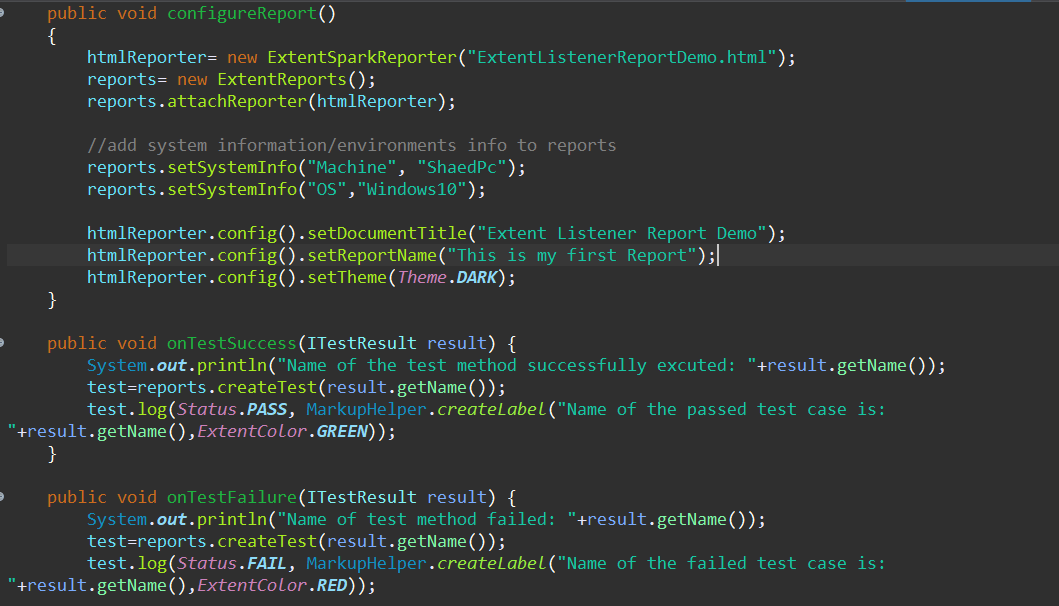 public void configureReport()
{
htmlReporter= new ExtentSparkReporter("ExtentListenerReportDemo.html");
reports= new ExtentReports();
reports.attachReporter(htmlReporter);
//add system information/environments info to reports
reports.setSystemInfo("Machine", "ShaedPc");
reports.setSystemInfo("OS","Windows10");
htmlReporter.config().setDocumentTitle("Extent Listener Report Demo");
htmlReporter.config().setReportName("This is my first Report");
htmlReporter.config().setTheme(Theme.DARK);
}
public void onTestSuccess(ITestResult result) {
System.out.println("Name of the test method successfully excuted: "+result.getName());
test=reports.createTest(result.getName());
test.log(Status.PASS, MarkupHelper.createLabel("Name of the passed test case is:
"+result.getName(),ExtentColor.GREEN));
}
public void onTestFailure(ITestResult result) {
System.out.println("Name of test method failed: "+result.getName());
test=reports.createTest(result.getName());
test.log(Status.FAIL, MarkupHelper.createLabel("Name of the failed test case is:
"+result.getName(),ExtentColor.RED));